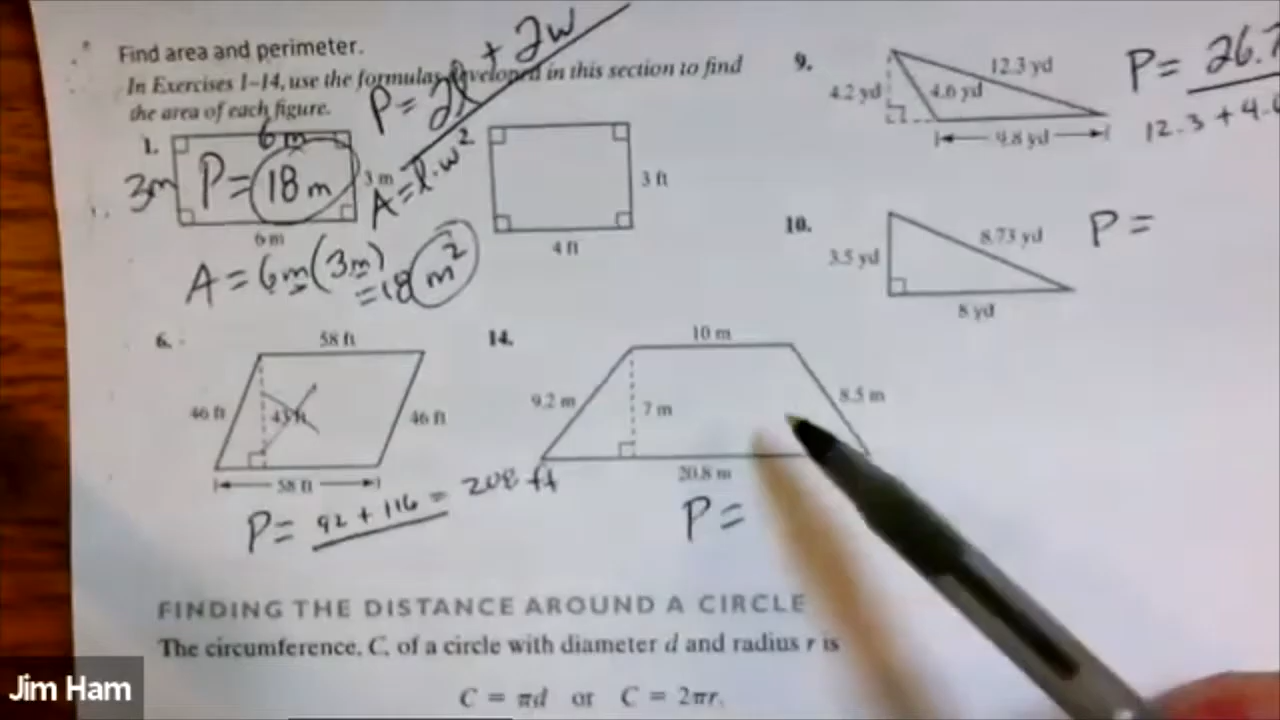 Find area and perimeter.
In Exercises 1–14, use the formulas developed in this section to find
the area of each figure.
P = 2l + 2w
A = l·w
2
1.
6 m
3m
P = 18 m
3 m
6 m
A = 6m(3m)
= 18 m²
3 ft
4 ft
9.
12.3 yd
4.2 yd
4.6 yd
9.8 yd
P = 26.7
12.3 + 4.6
10.
8.73 yd
3.5 yd
8 yd
P =
6.
58 ft
46 ft
43 ft
46 ft
58 ft
P = 92 + 116 = 208 ft
14.
10 m
9.2 m
7 m
8.5 m
20.8 m
P =
FINDING THE DISTANCE AROUND A CIRCLE
The circumference, C, of a circle with diameter d and radius r is
C = πd or C = 2πr.
Jim Ham